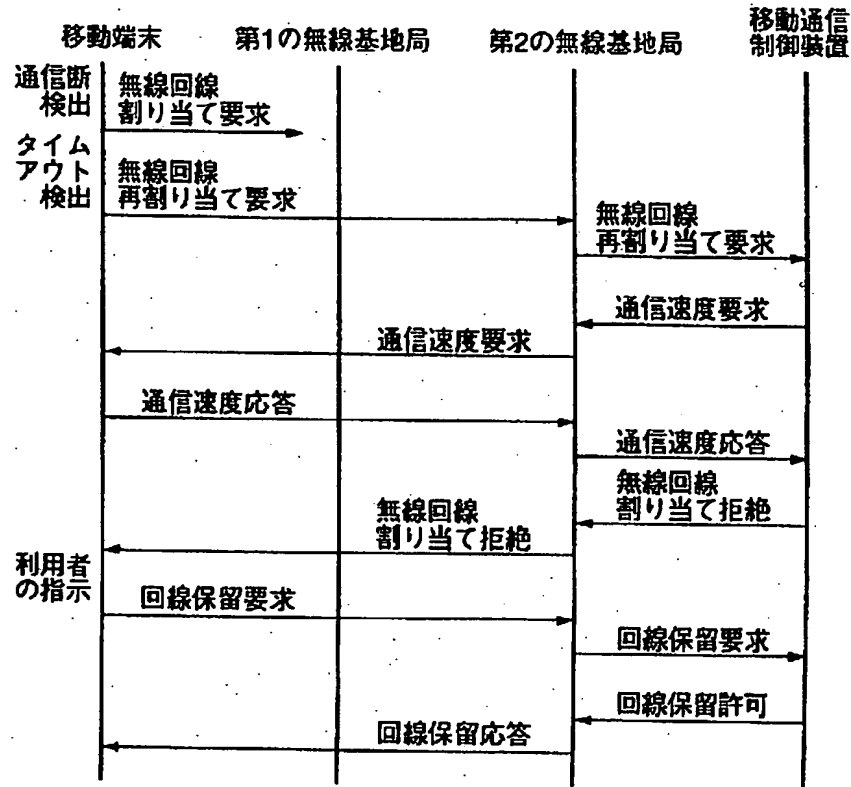 移動端末
第1の無線基地局
第2の無線基地局
移動通信
制御装置
通信断
検出
無線回線
割り当て要求
タイム
アウト
検出
無線回線
再割り当て要求
無線回線
再割り当て要求
通信速度要求
通信速度要求
通信速度応答
通信速度応答
無線回線
割り当て拒絶
無線回線
割り当て拒絶
利用者
の指示
回線保留要求
回線保留要求
回線保留許可
回線保留応答